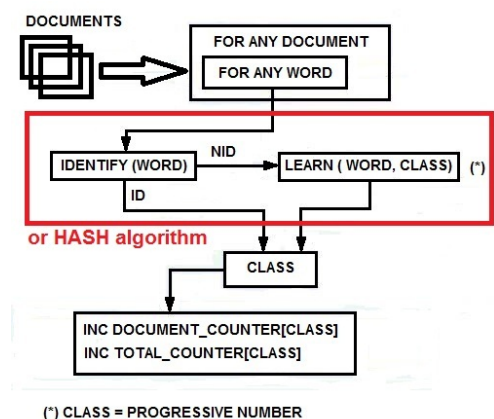 DOCUMENTS
FOR ANY DOCUMENT
FOR ANY WORD
IDENTIFY (WORD)
NID
LEARN ( WORD, CLASS)
(*)
ID
or HASH algorithm
CLASS
INC DOCUMENT_COUNTER[CLASS]
INC TOTAL_COUNTER[CLASS]
(*) CLASS = PROGRESSIVE NUMBER